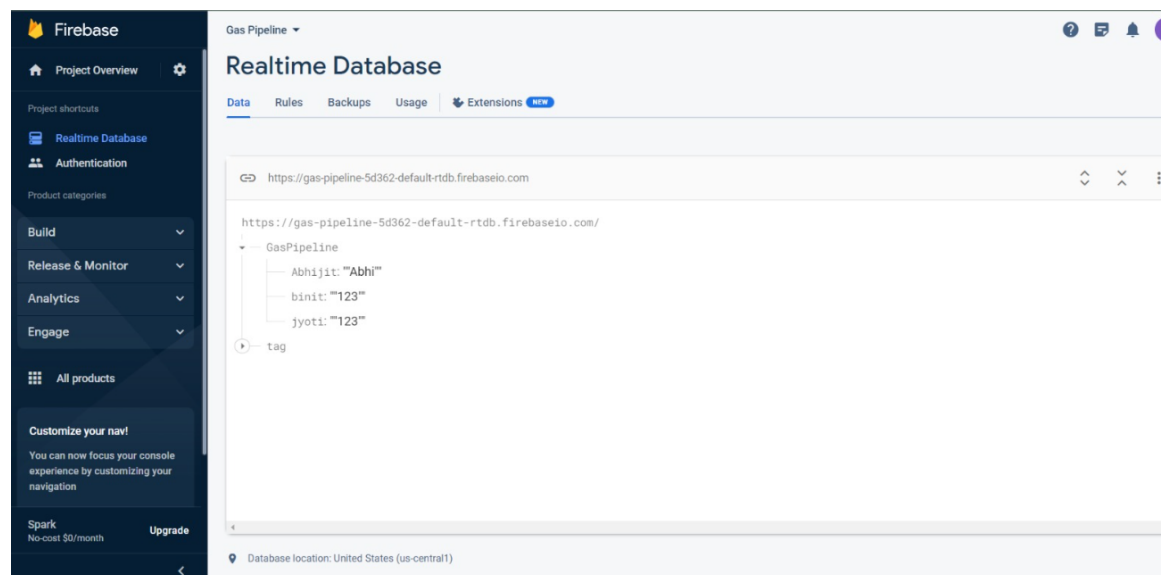 Firebase
Project Overview
Project shortcuts
Realtime Database
Authentication
Product categories
Build
Release & Monitor
Analytics
Engage
All products
Customize your nav!
You can now focus your console
experience by customizing your
navigation
Spark
No-cost $0/month
Upgrade
Gas Pipeline
Realtime Database
Data Rules Backups Usage Extensions NEW
https://gas-pipeline-5d362-default-rtdb.firebaseio.com
https://gas-pipeline-5d362-default-rtdb.firebaseio.com/
GasPipeline
Abhijit: ""Abhi""
binit: ""123""
jyoti: ""123""
tag
Database location: United States (us-central1)